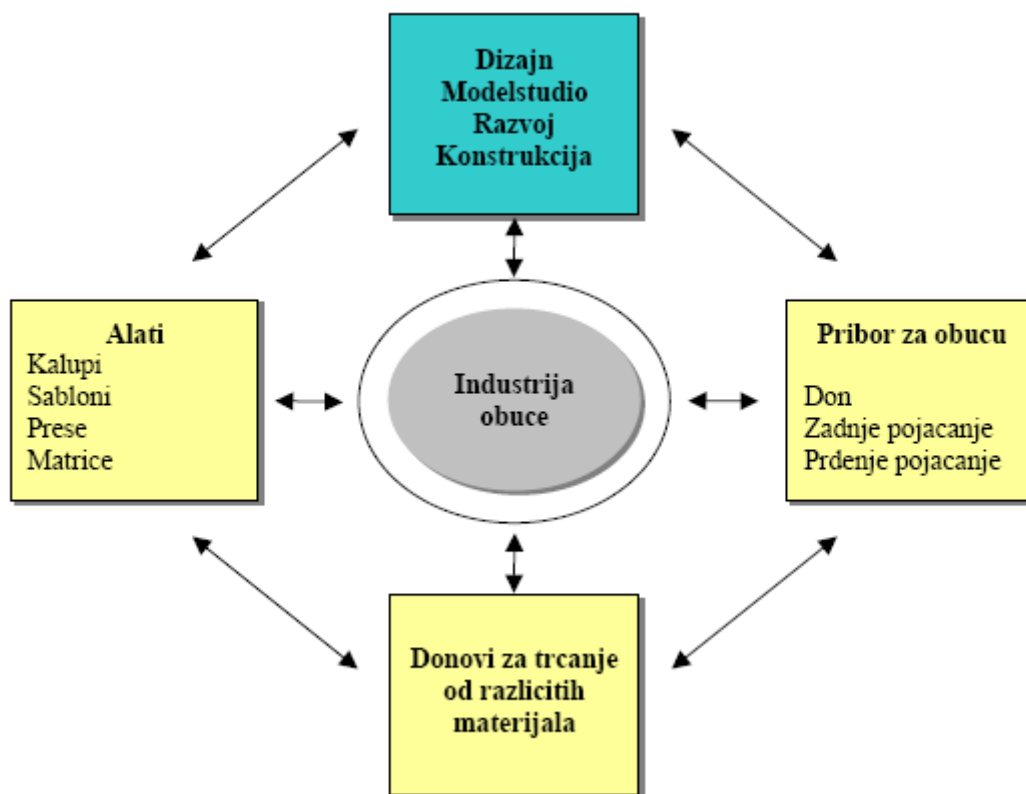 Dizajn
Modelstudio
Razvoj
Konstrukcija
Alati
Kalupi
Sabloni
Prese
Matrice
Industrija
obuce
Pribor za obucu
Don
Zadnje pojacanje
Prdenje pojacanje
Donovi za trcanje
od razlicitih
materijala